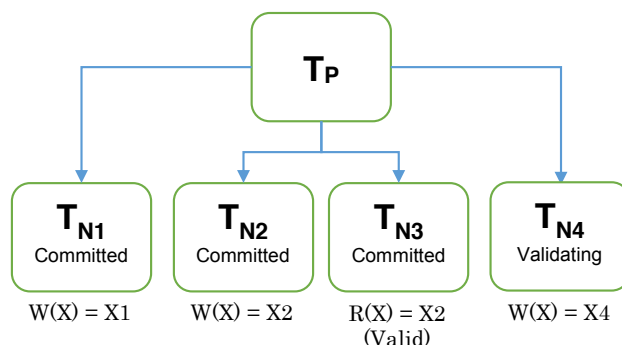 TP
TN1
Committed
TN2
Committed
TN3
Committed
TN4
Validating
W(X) = X1
W(X) = X2
R(X) = X2
(Valid)
W(X) = X4